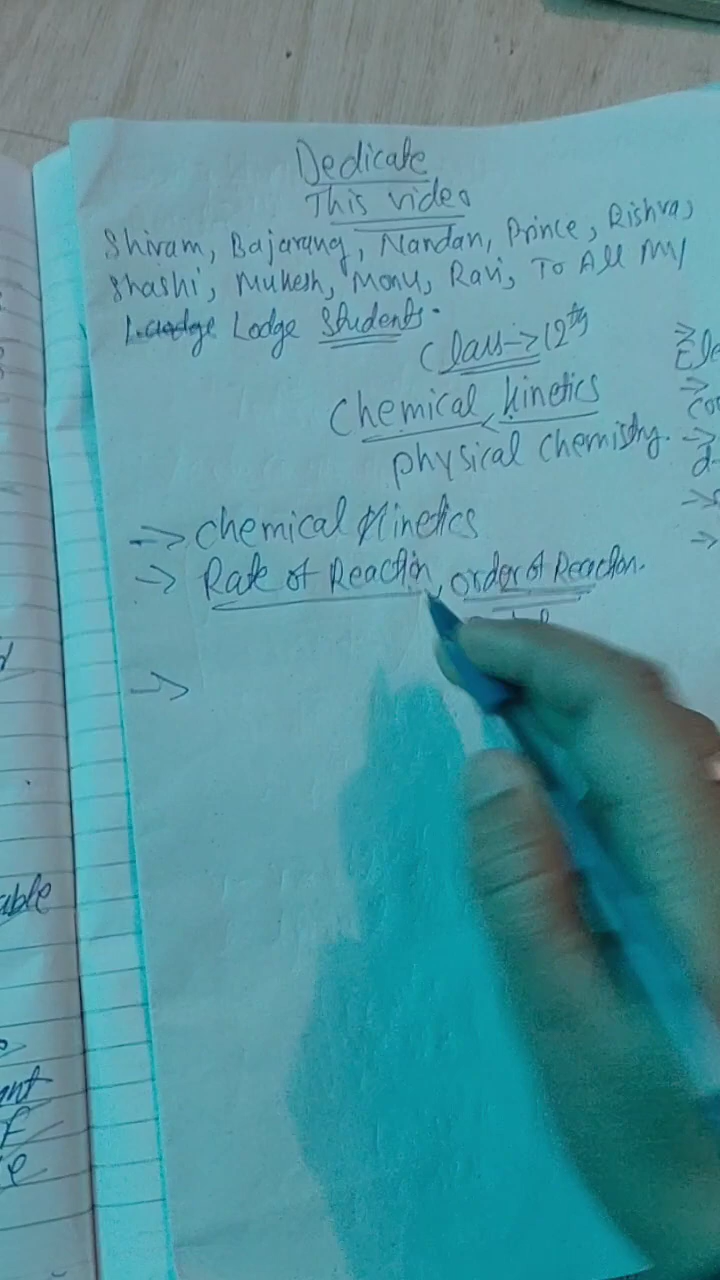 Dedicate
This video
Shivam, Bajarang, Nandan, Prince, Rishva,
Shashi, Mukesh, Monu, Ravi, To All My
Lodge Students.
Class-> 12th
Chemical Kinetics
physical Chemistry.
=> Chemical Kinetics
=> Rate of Reaction, order of Reaction.
=>
able